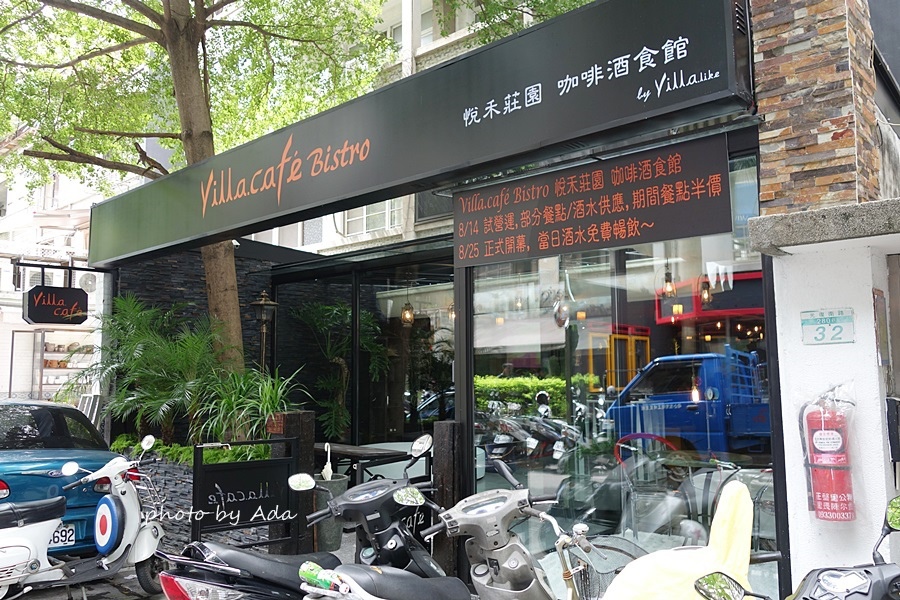 悅禾莊園 咖啡酒食館
by Villa.like
Villa.café Bistro
Villa.café Bistro 悅禾莊園 咖啡酒食館
8/14 試營運,部分餐點/酒水供應,期間餐點半價
8/25 正式開幕, 當日酒水免費暢飲~
Villa
café
32
villa.café
photo by Ada